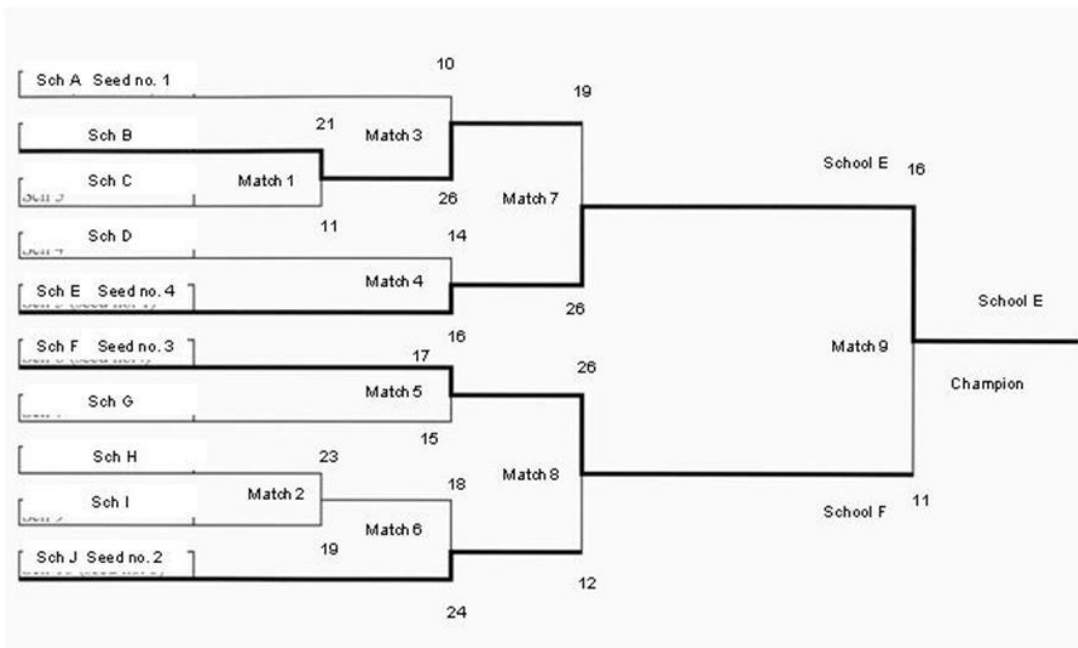 10
Sch A Seed no. 1
19
21
Sch B
Match 3
School E 16
Sch C
Match 1
26
Match 7
11
14
Sch D
Match 4
Sch E Seed no. 4
26
School E
16
Sch F Seed no. 3
17
Match 9
26
Match 5
Champion
Sch G
15
Sch H
23
Match 8
18
Match 2
Sch I
11
School F
Match 6
19
Sch J Seed no. 2
12
24